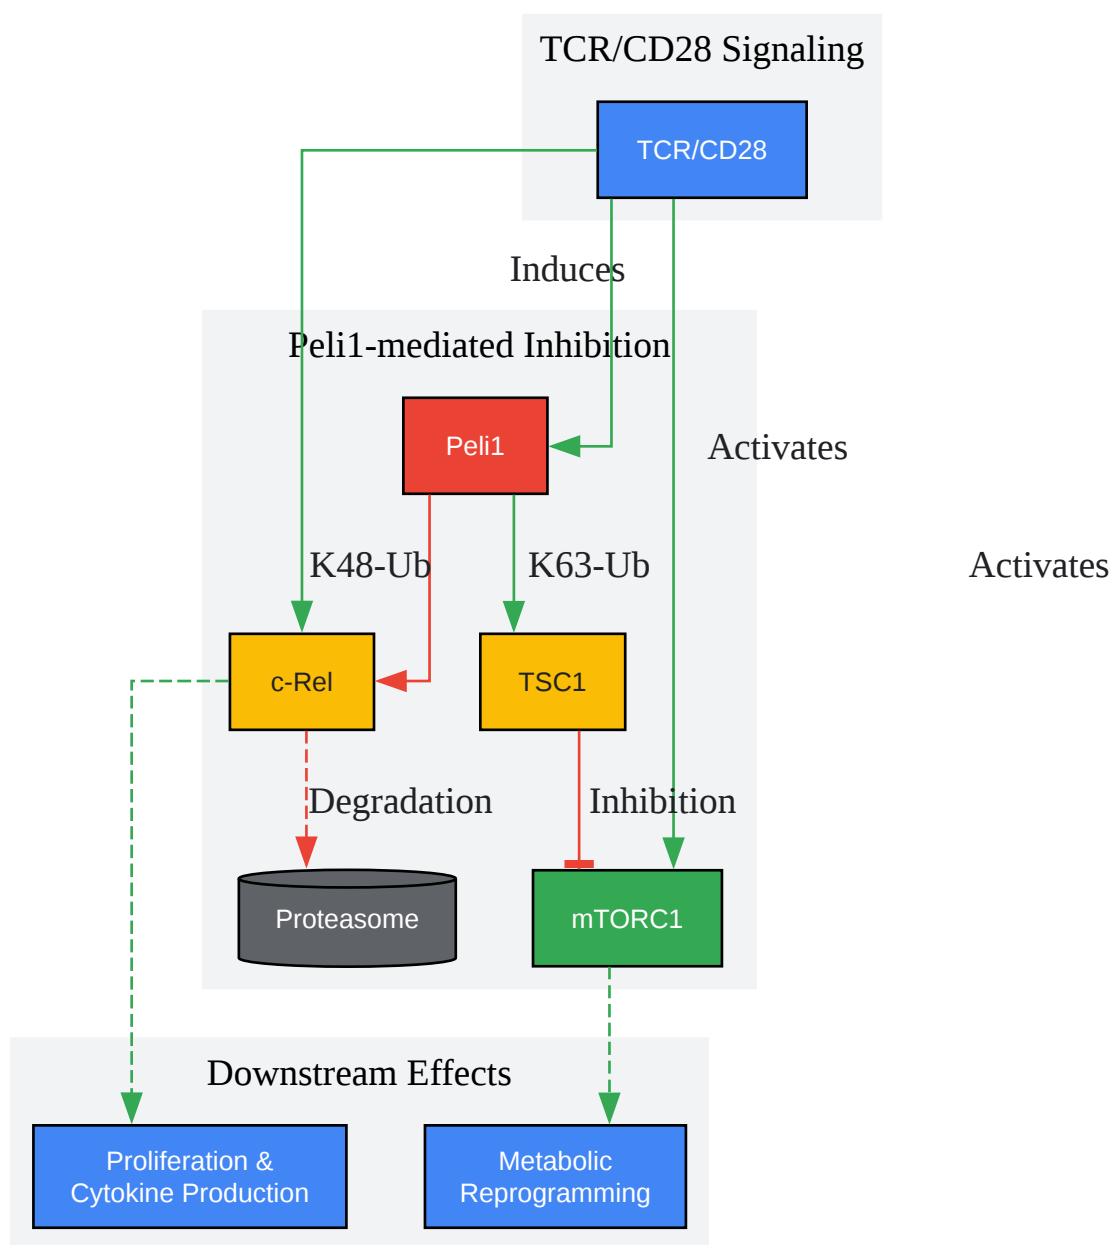 TCR/CD28 Signaling
TCR/CD28
Induces
Peli1-mediated Inhibition
Peli1
Activates
K48-Ub
K63-Ub
Activates
c-Rel
TSC1
Degradation
Inhibition
Proteasome
mTORC1
Downstream Effects
Proliferation &
Cytokine Production
Metabolic
Reprogramming